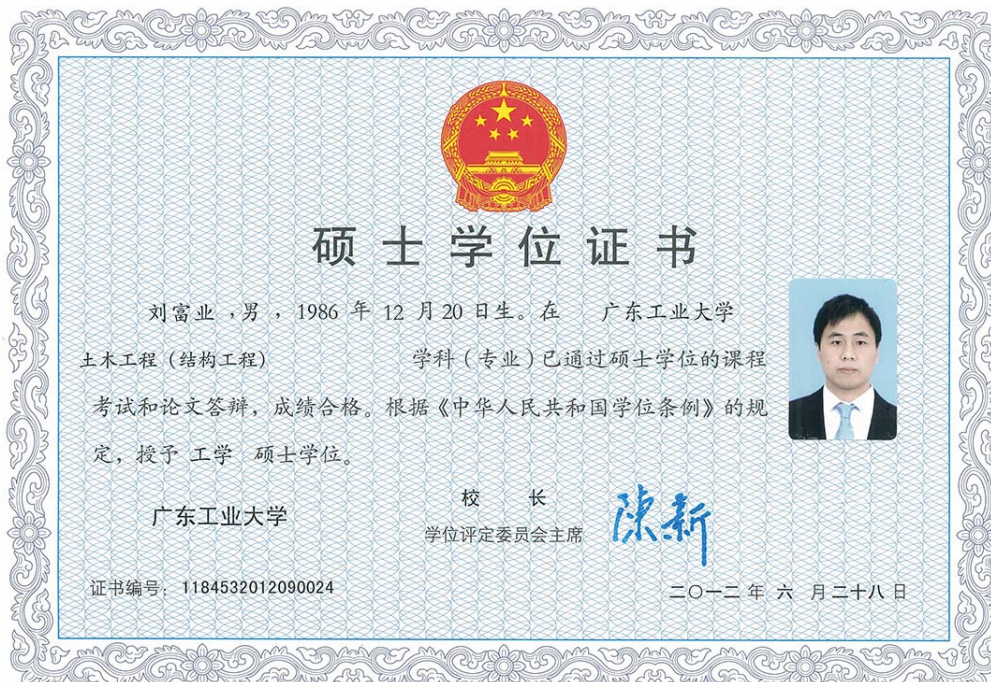 硕士学位证书
刘富业,男,1986 年 12 月 20 日生。在 广东工业大学
土木工程(结构工程) 学科(专业)已通过硕士学位的课程
考试和论文答辩,成绩合格。根据《中华人民共和国学位条例》的规
定,授予 工学 硕士学位。
广东工业大学
校 长
学位评定委员会主席
陳新
证书编号:1184532012090024
二〇一二 年 六 月 二十八 日